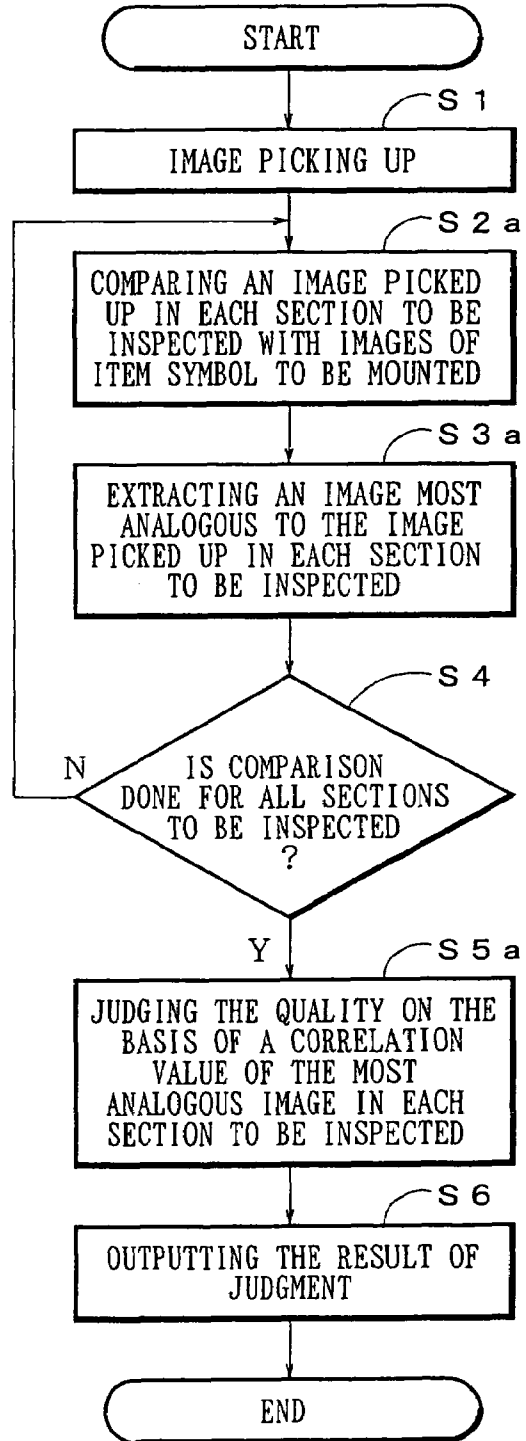 START
S 1
IMAGE PICKING UP
S 2 a
COMPARING AN IMAGE PICKED
UP IN EACH SECTION TO BE
INSPECTED WITH IMAGES OF
ITEM SYMBOL TO BE MOUNTED
S 3 a
EXTRACTING AN IMAGE MOST
ANALOGOUS TO THE IMAGE
PICKED UP IN EACH SECTION
TO BE INSPECTED
S 4
N
IS COMPARISON
DONE FOR ALL SECTIONS
TO BE INSPECTED
?
Y
S 5 a
JUDGING THE QUALITY ON THE
BASIS OF A CORRELATION
VALUE OF THE MOST
ANALOGOUS IMAGE IN EACH
SECTION TO BE INSPECTED
S 6
OUTPUTTING THE RESULT OF
JUDGMENT
END